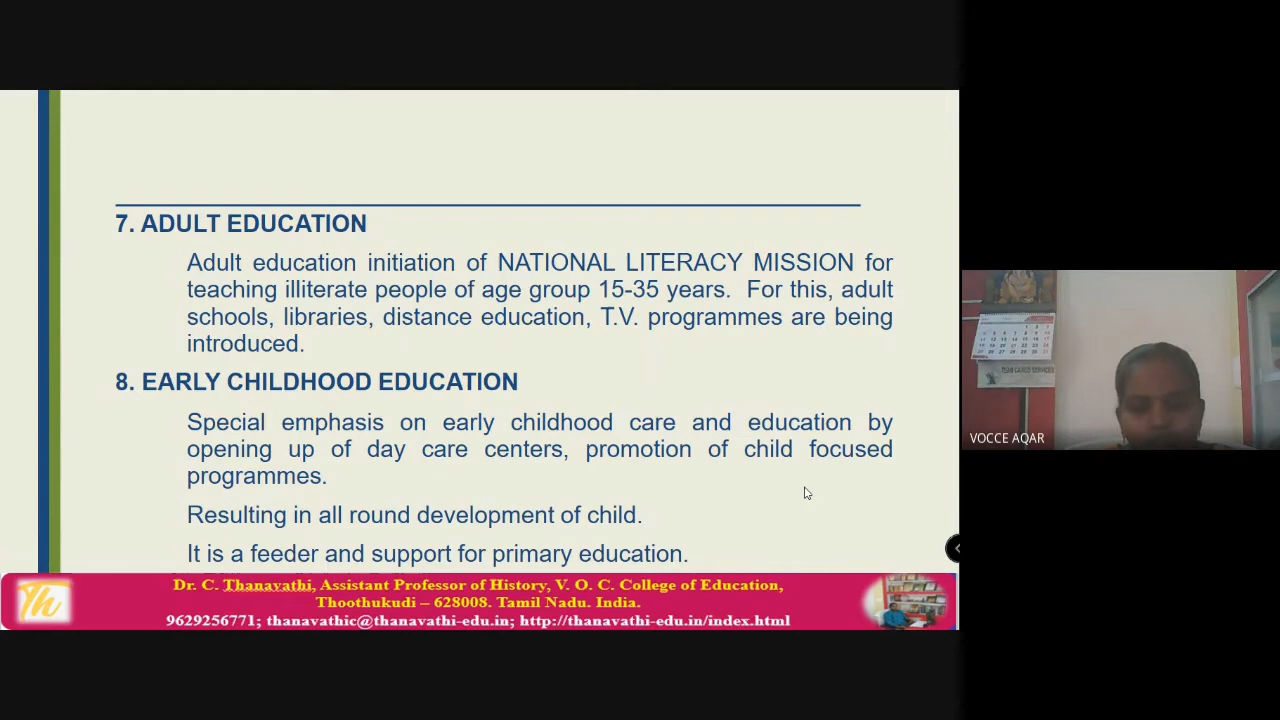 7. ADULT EDUCATION
Adult education initiation of NATIONAL LITERACY MISSION for
teaching illiterate people of age group 15-35 years. For this, adult
schools, libraries, distance education, T.V. programmes are being
introduced.
8. EARLY CHILDHOOD EDUCATION
Special emphasis on early childhood care and education by
opening up of day care centers, promotion of child focused
programmes.
Resulting in all round development of child.
It is a feeder and support for primary education.
Th
Dr. C. Thanavathi, Assistant Professor of History, V. O. C. College of Education,
Thoothukudi – 628008. Tamil Nadu. India.
9629256771; thanavathic@thanavathi-edu.in; http://thanavathi-edu.in/index.html
VOCCE AQAR